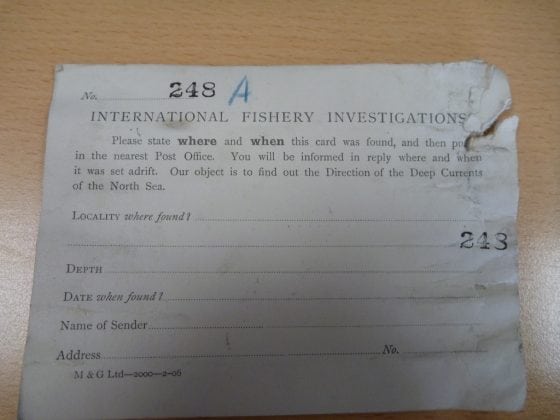 No. 248 A
INTERNATIONAL FISHERY INVESTIGATIONS
Please state where and when this card was found, and then
in the nearest Post Office. You will be informed in reply where and when
it was set adrift. Our object is to find out the Direction of the Deep Currents
of the North Sea.
LOCALITY where found?
248
DEPTH
DATE when found?
Name of Sender
Address No.
M & G Ltd—2000—2-06